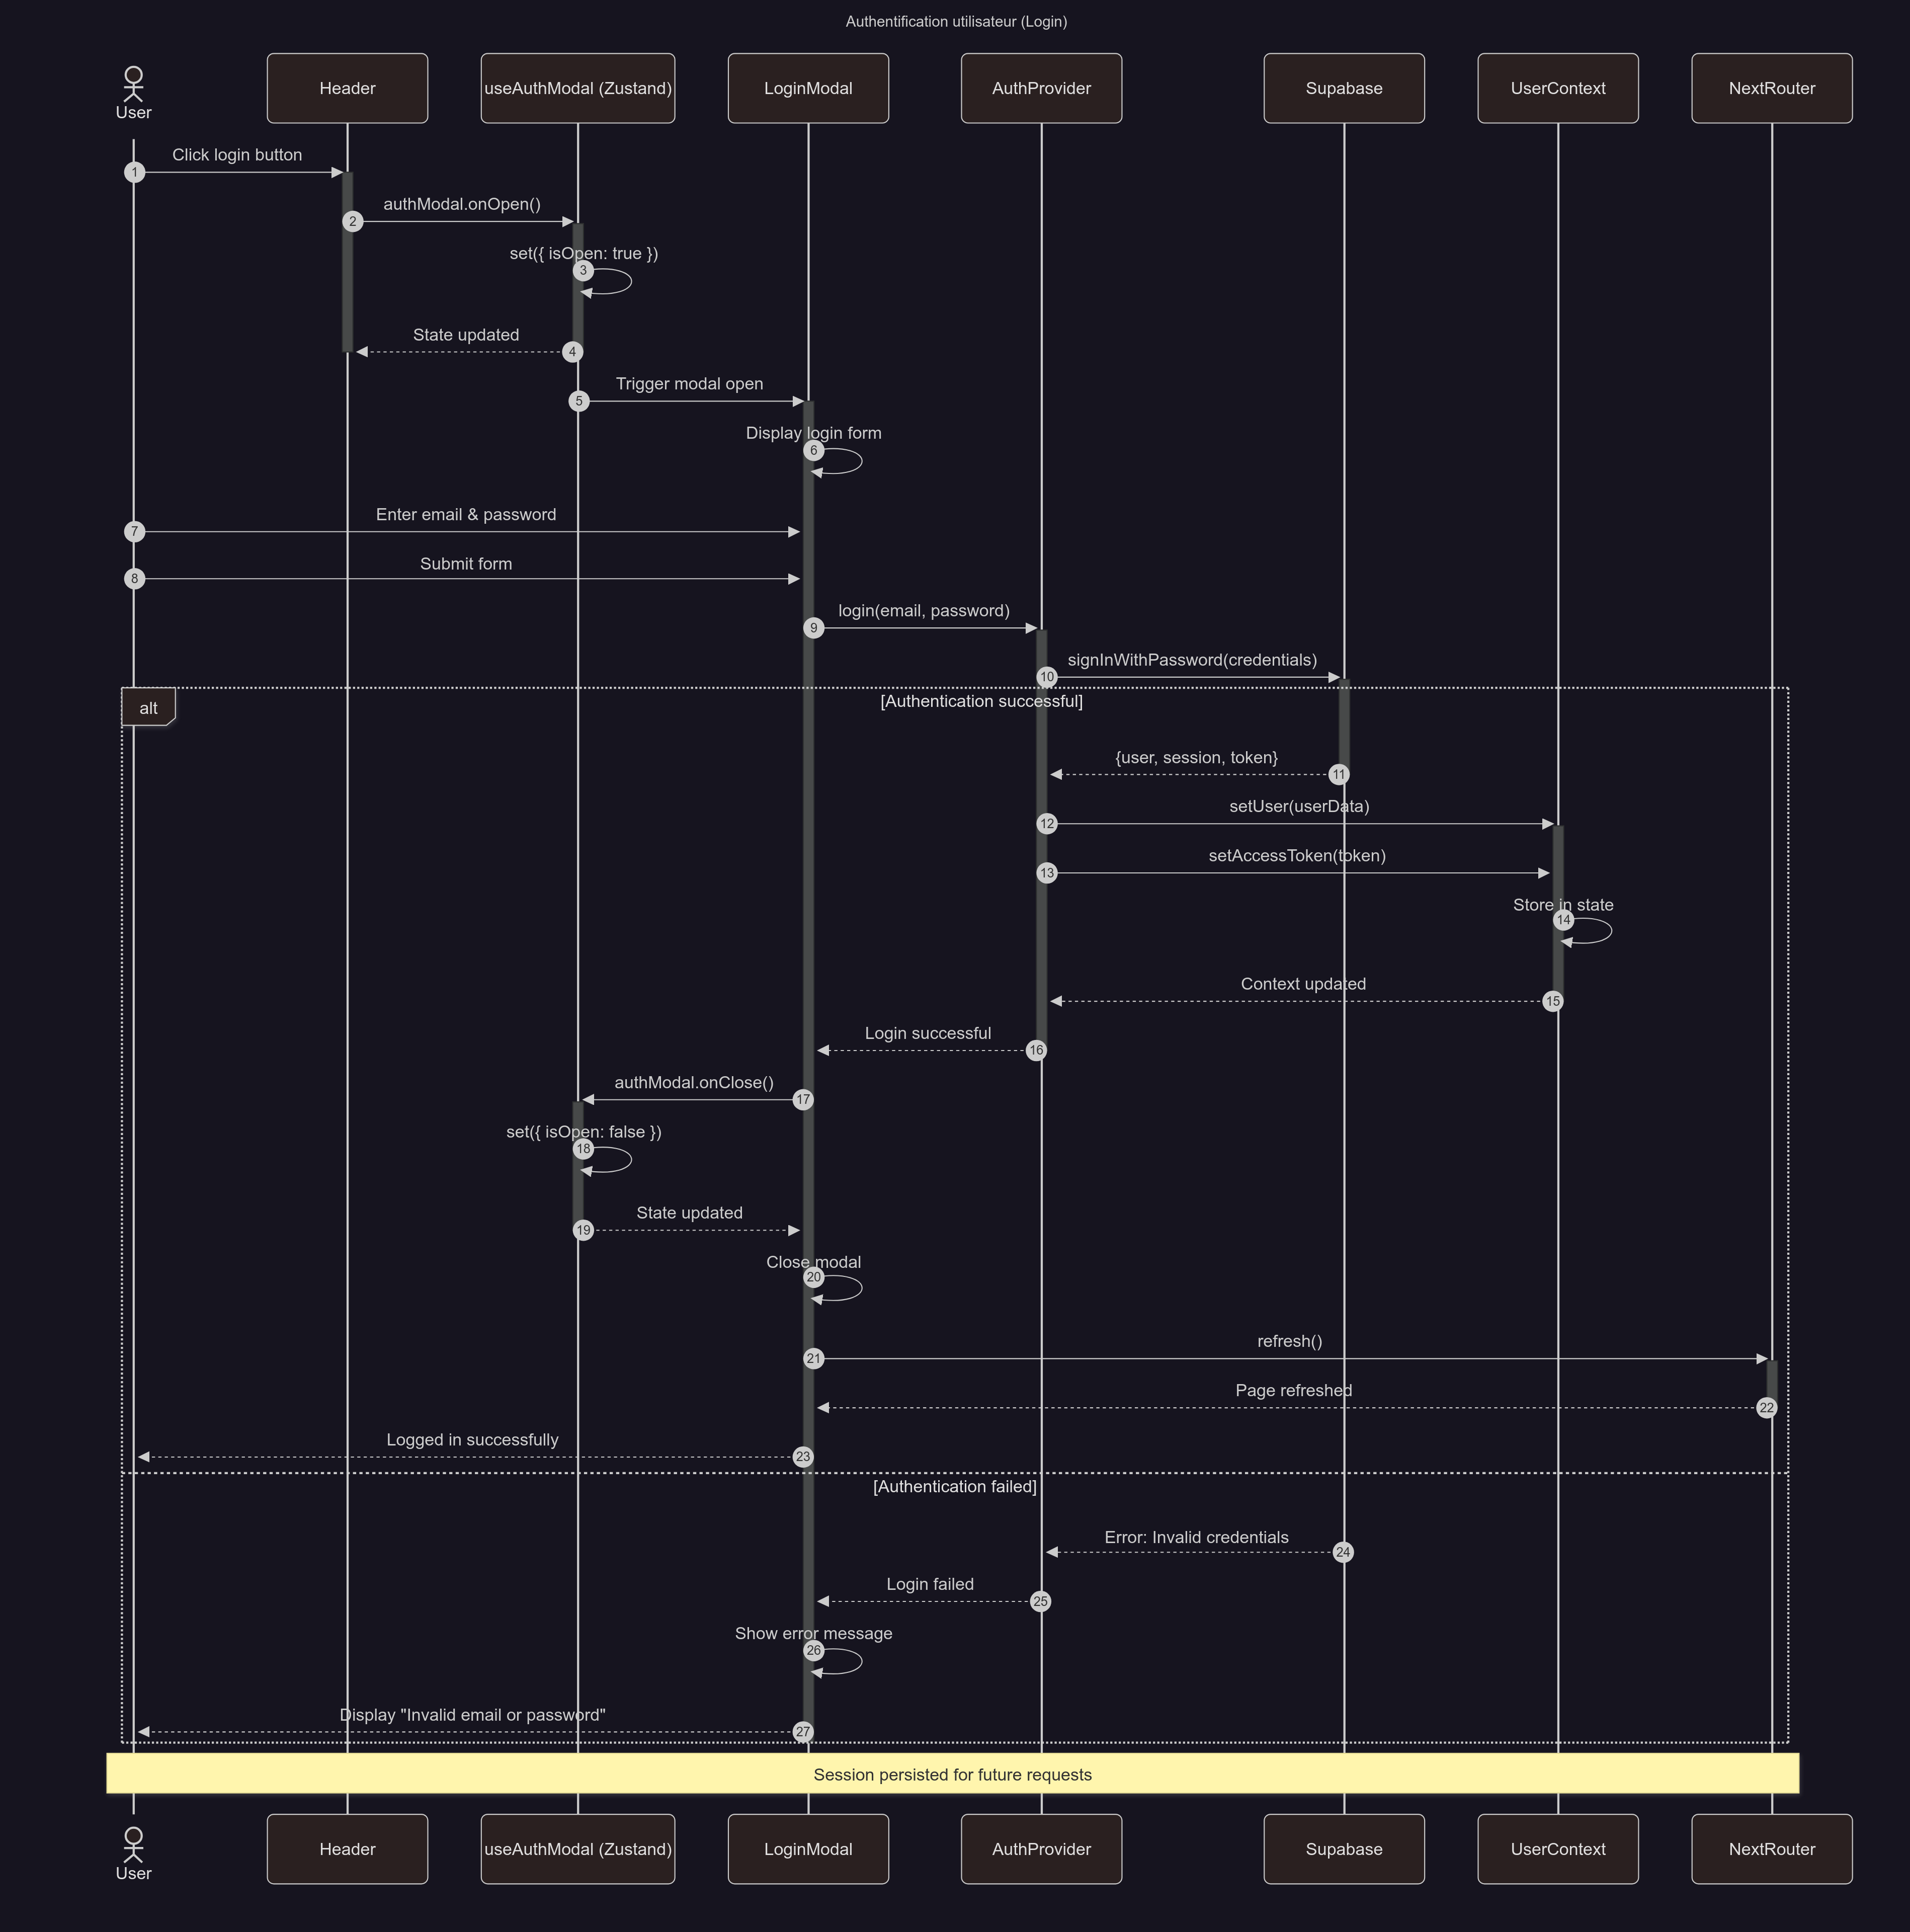 Authentification utilisateur (Login)
User
Header
useAuthModal (Zustand)
LoginModal
AuthProvider
Supabase
UserContext
NextRouter
Click login button
1
authModal.onOpen()
2
set({ isOpen: true })
3
State updated
4
Trigger modal open
5
Display login form
6
Enter email & password
7
Submit form
8
login(email, password)
9
signInWithPassword(credentials)
10
alt
[Authentication successful]
{user, session, token}
11
setUser(userData)
12
setAccessToken(token)
13
Store in state
14
Context updated
15
Login successful
16
authModal.onClose()
17
set({ isOpen: false })
18
State updated
19
Close modal
20
refresh()
21
Page refreshed
22
Logged in successfully
23
[Authentication failed]
Error: Invalid credentials
24
Login failed
25
Show error message
26
Display "Invalid email or password"
27
Session persisted for future requests
User
Header
useAuthModal (Zustand)
LoginModal
AuthProvider
Supabase
UserContext
NextRouter